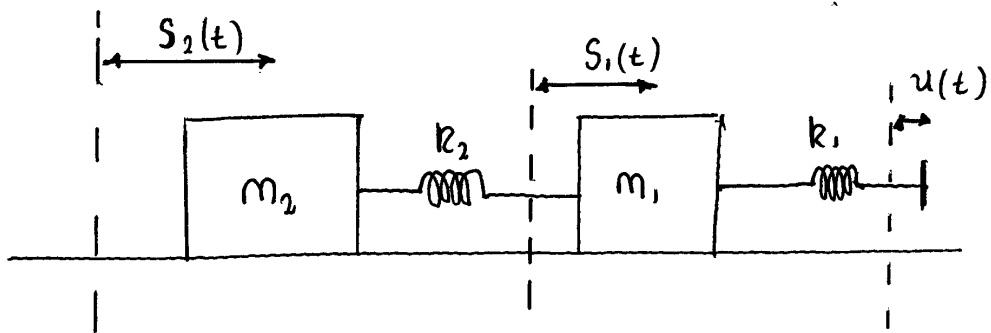 S₂(t)
S₁(t)
u(t)
k₂
k₁
m₂
m₁